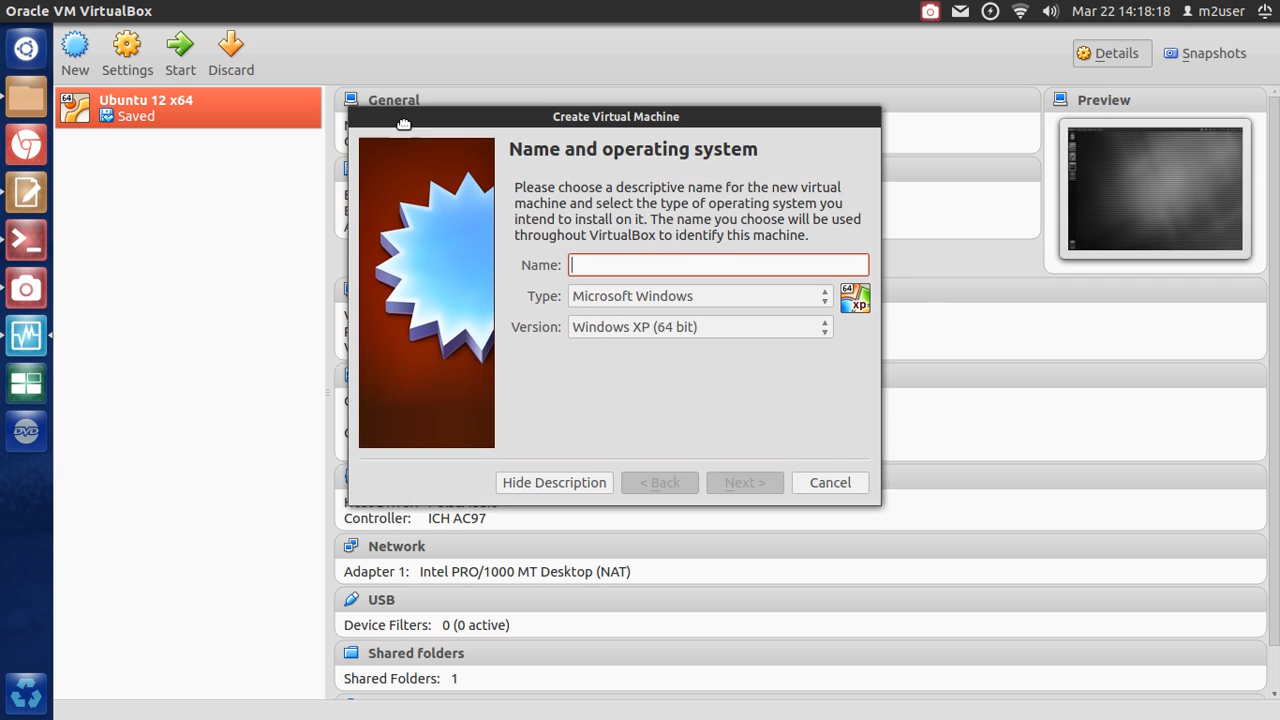 Oracle VM VirtualBox
Mar 22 14:18:18 m2user
New Settings Start Discard
Details Snapshots
64 Ubuntu 12 x64
Saved
General
Preview
Create Virtual Machine
Name and operating system
Please choose a descriptive name for the new virtual
machine and select the type of operating system you
intend to install on it. The name you choose will be used
throughout VirtualBox to identify this machine.
Name:
Type: Microsoft Windows
64
xp
Version: Windows XP (64 bit)
Hide Description < Back Next > Cancel
Controller: ICH AC97
Network
Adapter 1: Intel PRO/1000 MT Desktop (NAT)
USB
Device Filters: 0 (0 active)
Shared folders
Shared Folders: 1
DVD